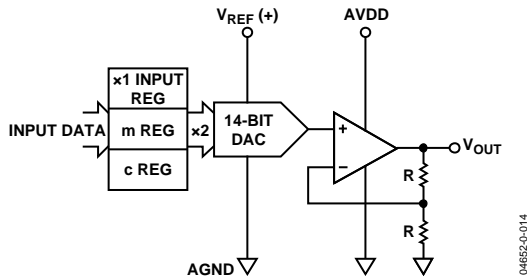 V_REF (+)
AVDD
×1 INPUT
REG
INPUT DATA
m REG
×2
14-BIT
DAC
+
−
V_OUT
c REG
R
R
AGND
04652-0-014